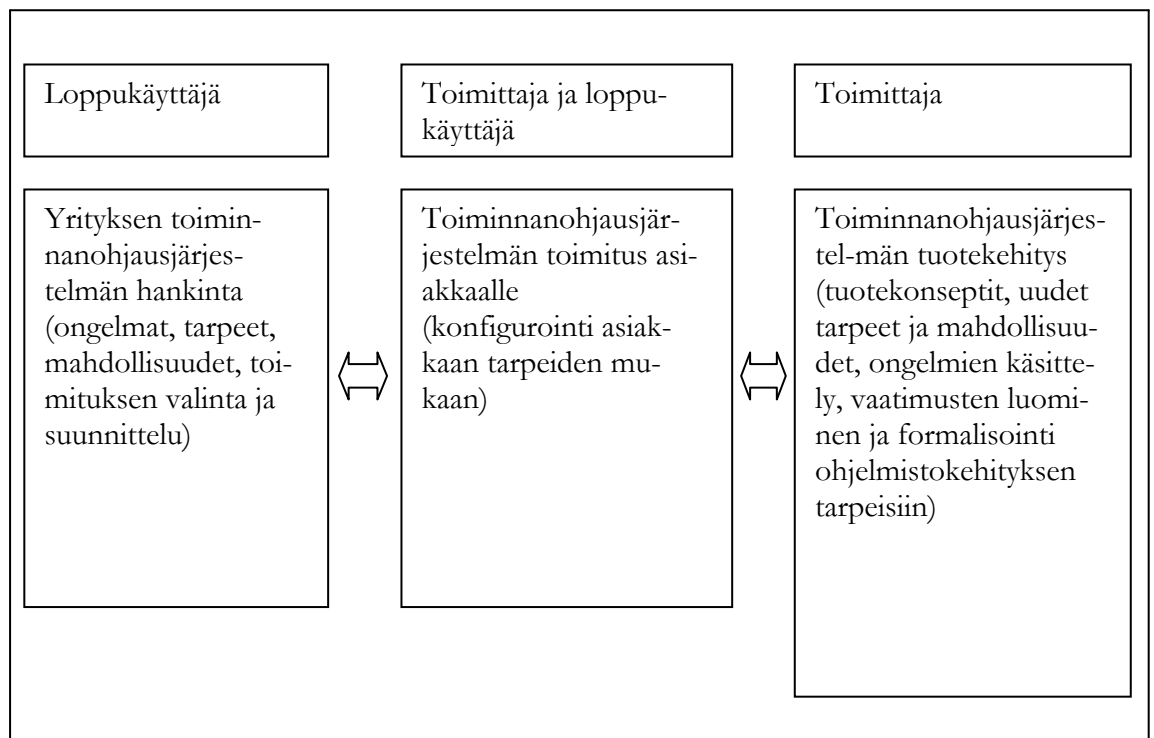 Loppukäyttäjä
Toimittaja ja loppu-
käyttäjä
Toimittaja
Yrityksen toimin-
nanohjausjärjes-
telmän hankinta
(ongelmat, tarpeet,
mahdollisuudet, toi-
mituksen valinta ja
suunnittelu)
Toiminnanohjausjär-
jestelmän toimitus asi-
akkaalle
(konfigurointi asiak-
kaan tarpeiden mu-
kaan)
Toiminnanohjausjärjes-
tel-män tuotekehitys
(tuotekonseptit, uudet
tarpeet ja mahdollisuu-
det, ongelmien käsitte-
ly, vaatimusten luomi-
nen ja formalisointi
ohjelmistokehityksen
tarpeisiin)